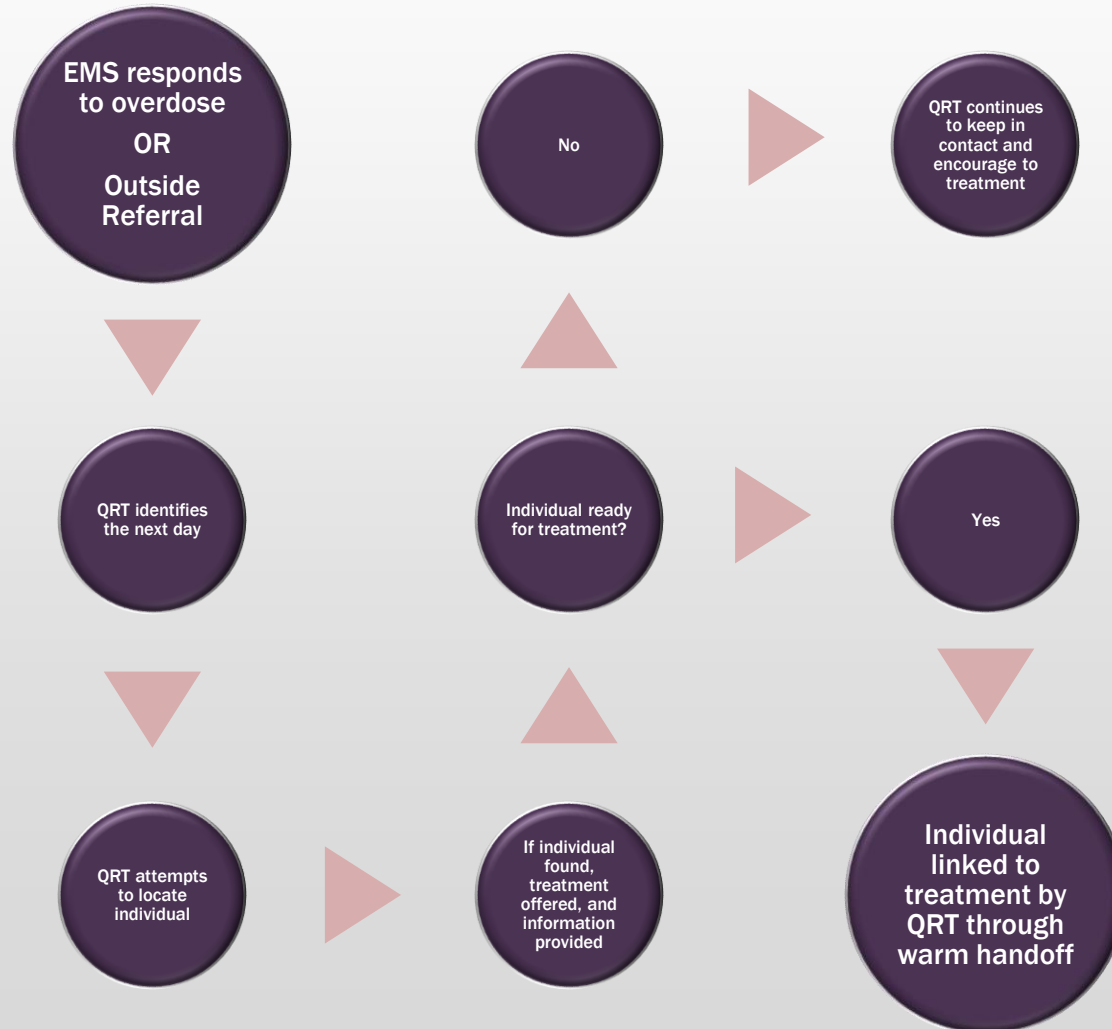 EMS responds
to overdose
OR
Outside
Referral
QRT identifies
the next day
QRT attempts
to locate
individual
If individual
found,
treatment
offered, and
information
provided
Individual ready
for treatment?
No
QRT continues
to keep in
contact and
encourage to
treatment
Yes
Individual
linked to
treatment by
QRT through
warm handoff